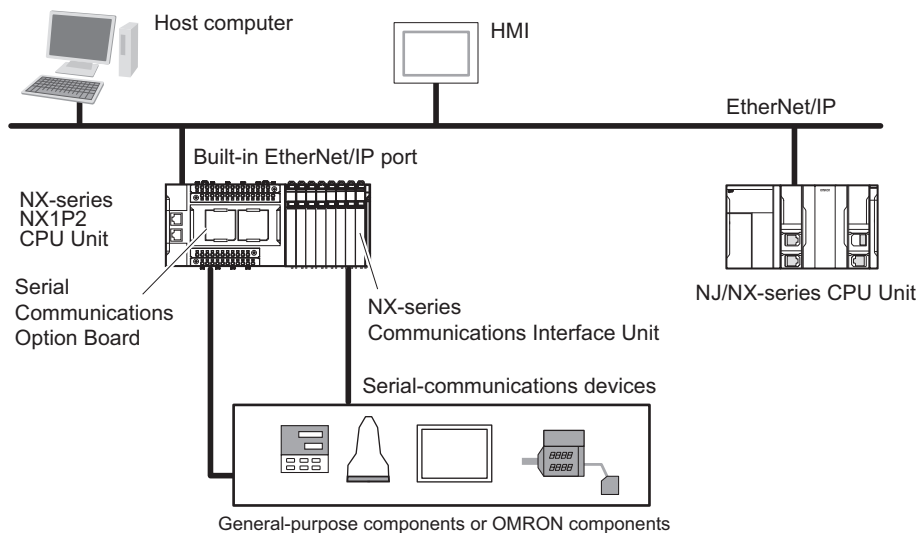 Host computer
HMI
EtherNet/IP
Built-in EtherNet/IP port
NX-series
NX1P2
CPU Unit
Serial
Communications
Option Board
NX-series
Communications Interface Unit
NJ/NX-series CPU Unit
Serial-communications devices
8888
8888
General-purpose components or OMRON components